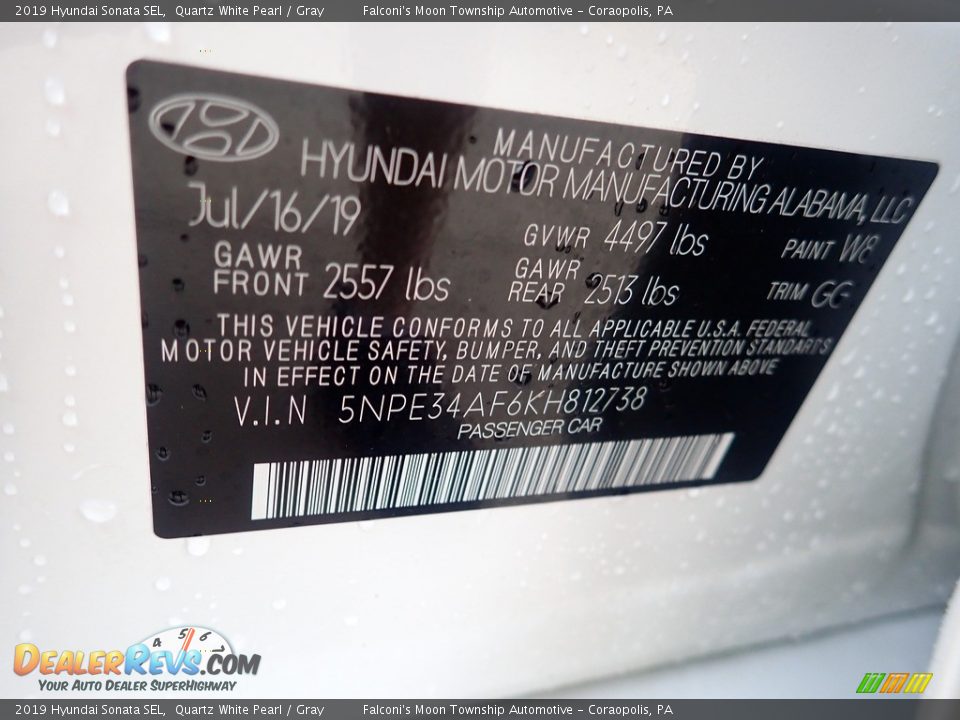 2019 Hyundai Sonata SEL,  Quartz White Pearl / Gray        Falconi's Moon Township Automotive - Coraopolis, PA
MANUFACTURED BY
HYUNDAI MOTOR MANUFACTURING ALABAMA, LLC
Jul/16/19    GVWR 4497 lbs    PAINT W8
GAWR FRONT 2557 lbs    GAWR REAR 2513 lbs    TRIM GG
THIS VEHICLE CONFORMS TO ALL APPLICABLE U.S.A. FEDERAL
MOTOR VEHICLE SAFETY, BUMPER, AND THEFT PREVENTION STANDARDS
IN EFFECT ON THE DATE OF MANUFACTURE SHOWN ABOVE
V.I.N 5NPE34AF6KH812738
PASSENGER CAR
4 5 6
DEALERREVS.COM
YOUR AUTO DEALER SUPERHIGHWAY
2019 Hyundai Sonata SEL,  Quartz White Pearl / Gray        Falconi's Moon Township Automotive - Coraopolis, PA